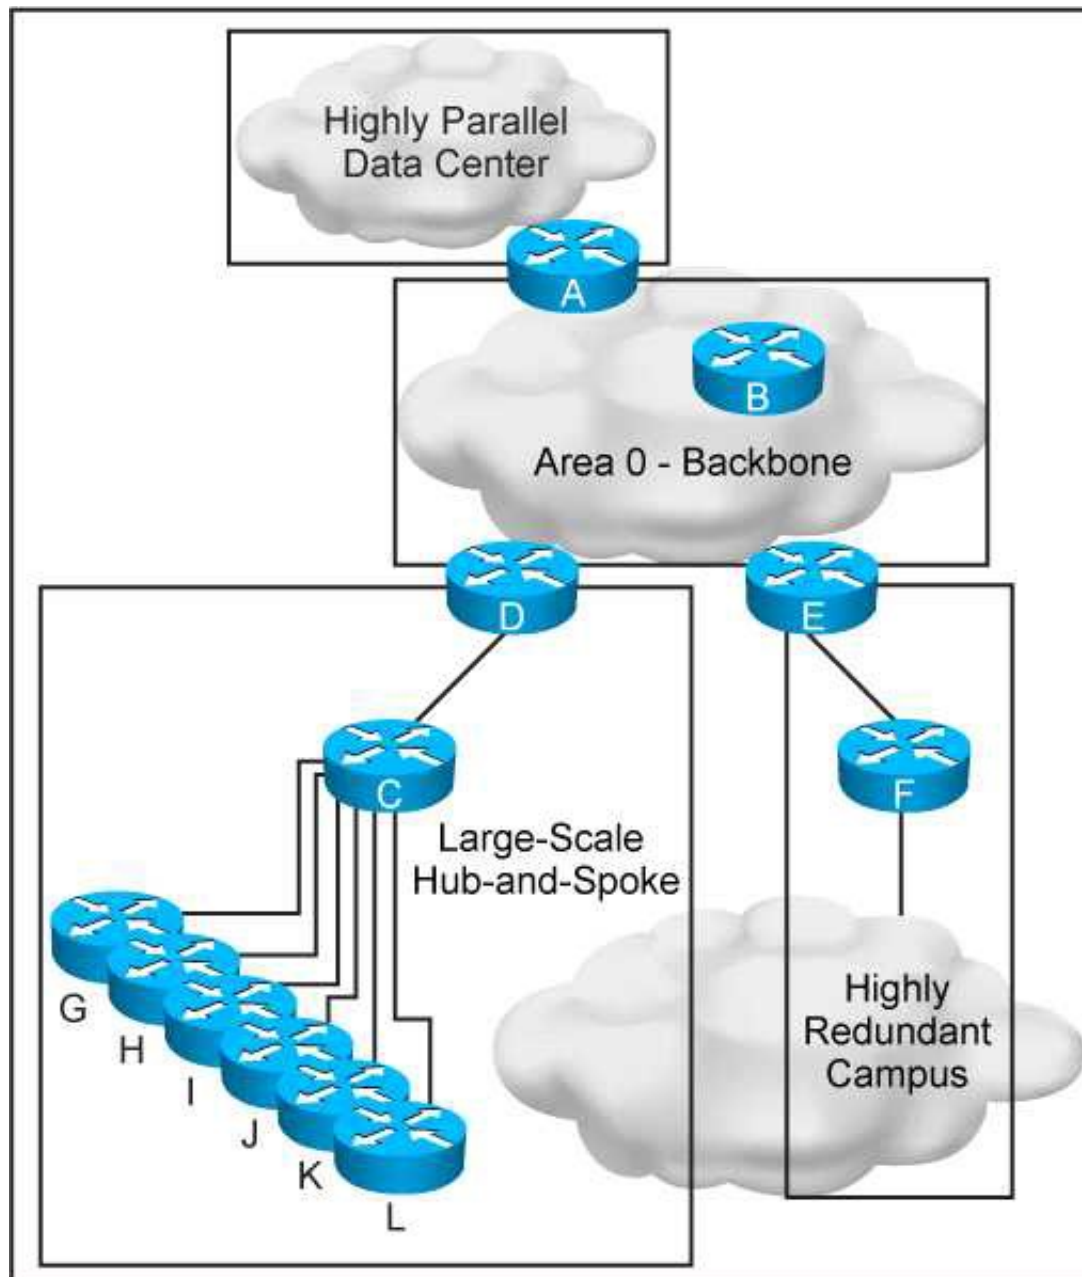 Highly Parallel
Data Center
A
B
Area 0 - Backbone
D
E
C
F
Large-Scale
Hub-and-Spoke
G
H
I
J
K
L
Highly
Redundant
Campus